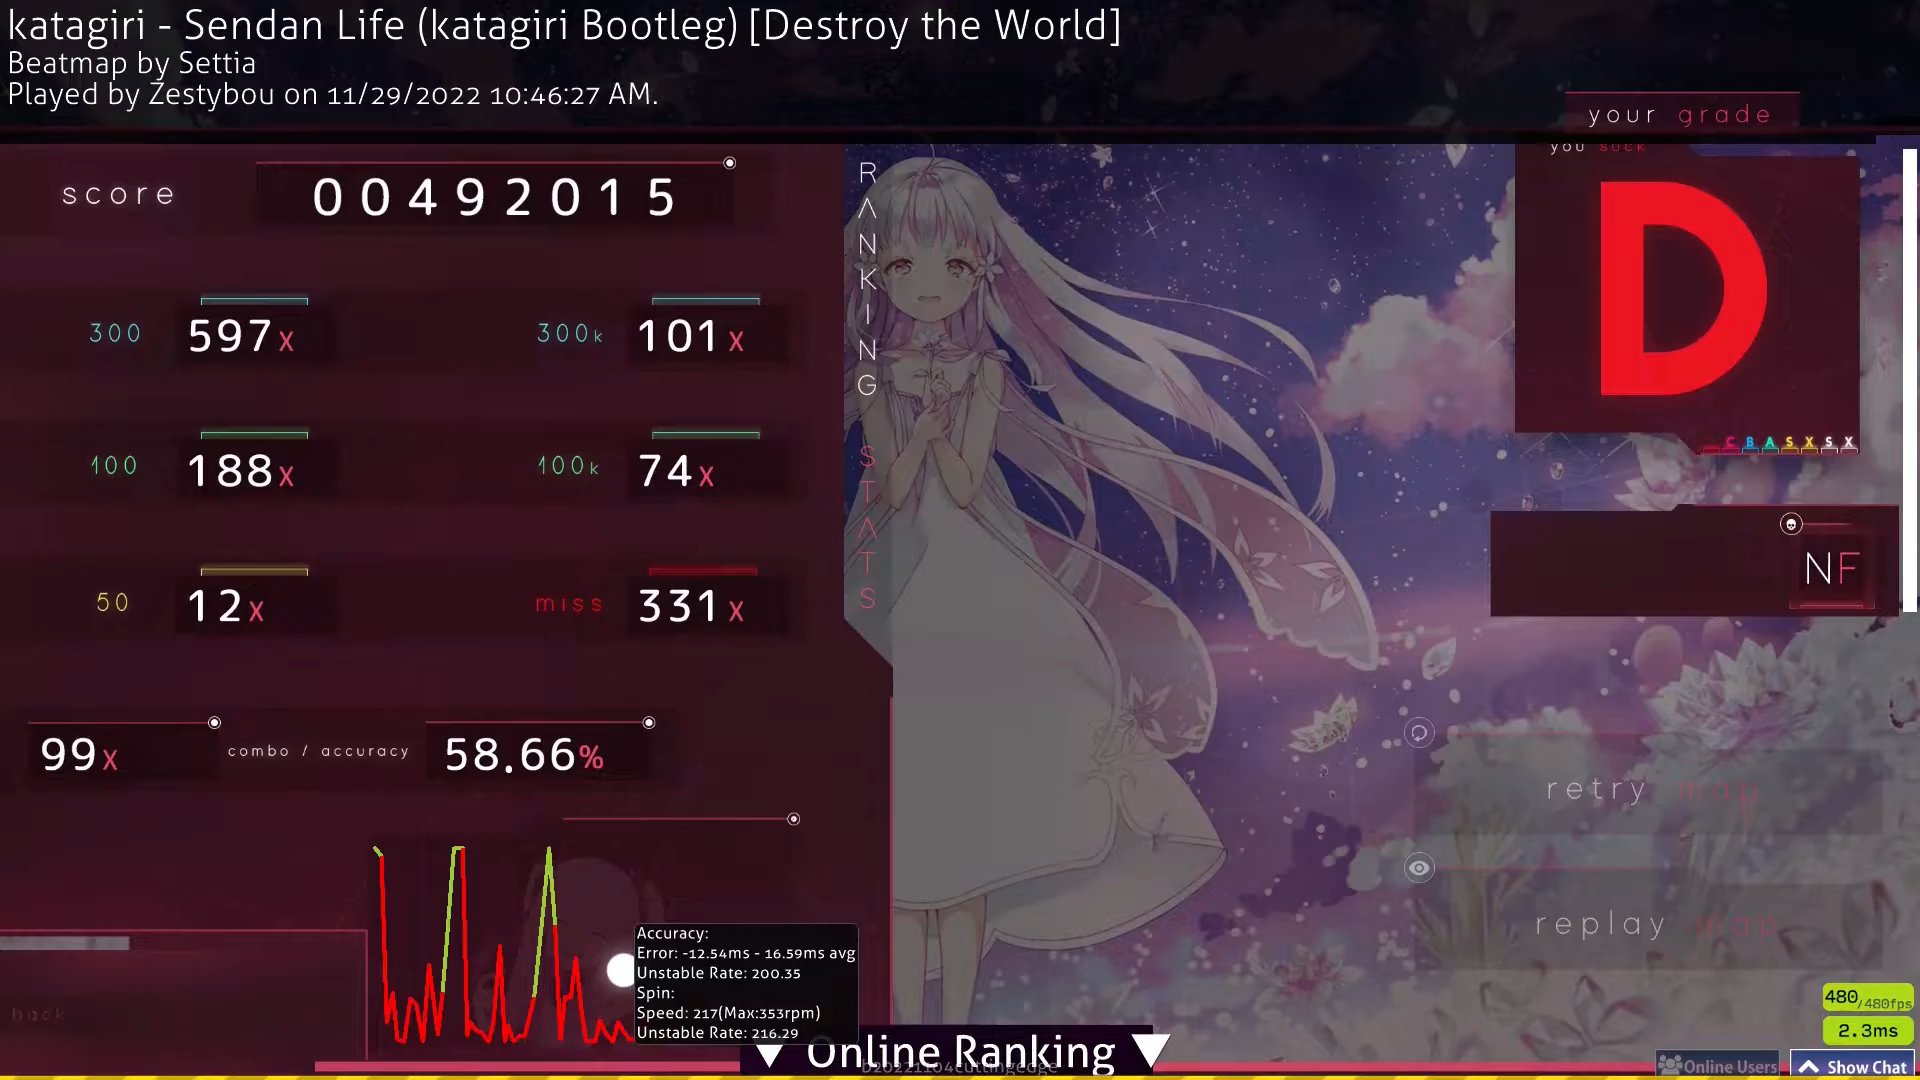 katagiri - Sendan Life (katagiri Bootleg) [Destroy the World]
Beatmap by Settia
Played by Zestybou on 11/29/2022 10:46:27 AM.
your grade
you suck
D
C B A S X S X
NF
score
00492015
300 597x 300k 101x
100 188x 100k 74x
50 12x miss 331x
99x combo / accuracy 58.66%
RANKING STATS
retry map
replay map
Accuracy:
Error: -12.54ms - 16.59ms avg
Unstable Rate: 200.35
Spin:
Speed: 217(Max:353rpm)
Unstable Rate: 216.29
back
▼ Online Ranking ▼
b20221104cuttingedge
480/480fps
2.3ms
Online Users
Show Chat